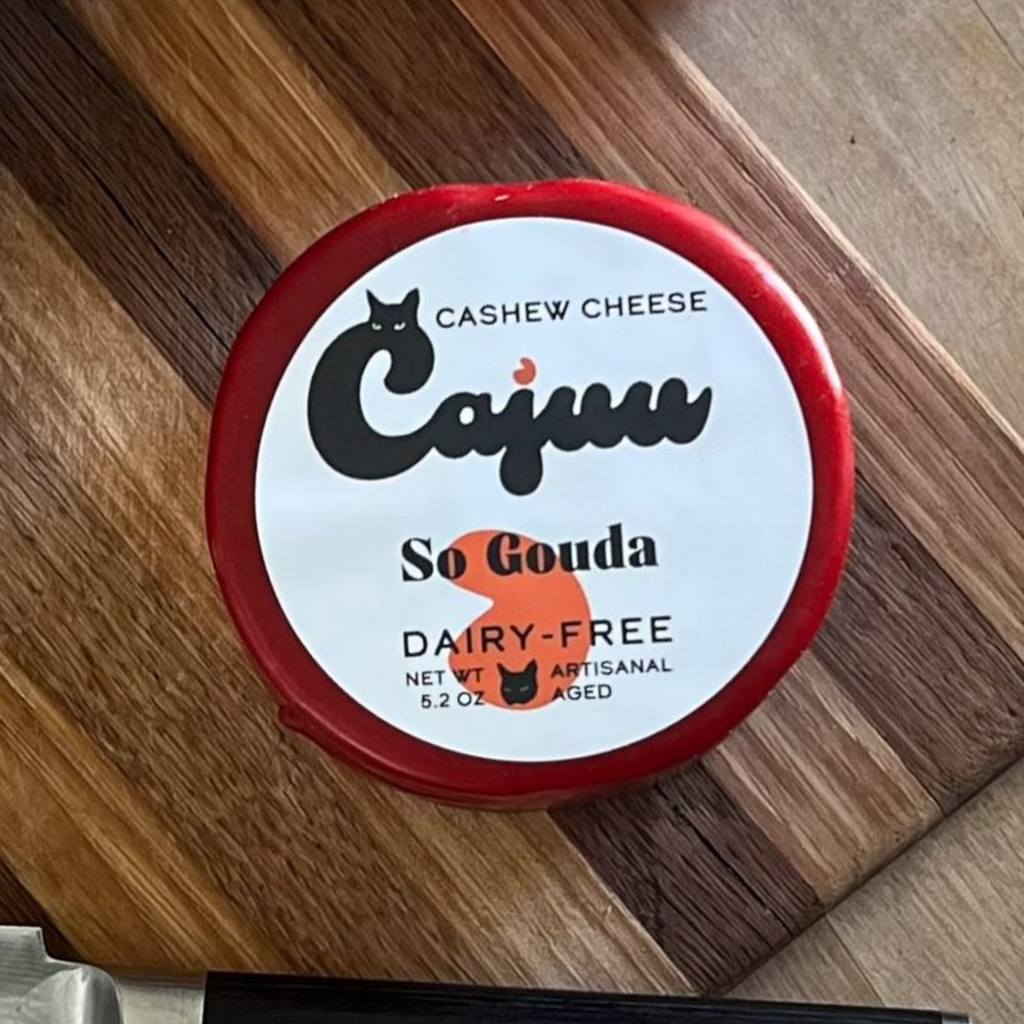 CASHEW CHEESE
Cajuu
So Gouda
DAIRY-FREE
NET WT
5.2 OZ
ARTISANAL
AGED